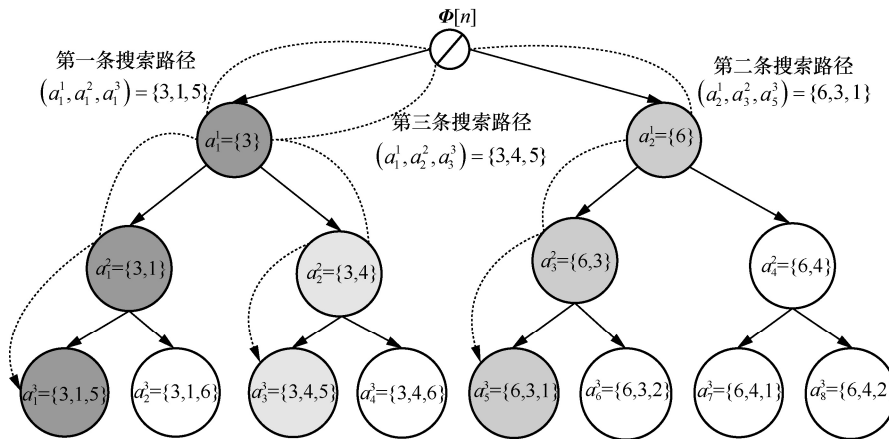 Φ[n]
第一条搜索路径
(a₁¹,a₁²,a₁³)={3,1,5}
第二条搜索路径
(a₂¹,a₃²,a₅³)={6,3,1}
第三条搜索路径
(a₁¹,a₂²,a₃³)={3,4,5}
a₁¹={3}
a₂¹={6}
a₁²={3,1}
a₂²={3,4}
a₃²={6,3}
a₄²={6,4}
a₁³={3,1,5}
a₂³={3,1,6}
a₃³={3,4,5}
a₄³={3,4,6}
a₅³={6,3,1}
a₆³={6,3,2}
a₇³={6,4,1}
a₈³={6,4,2